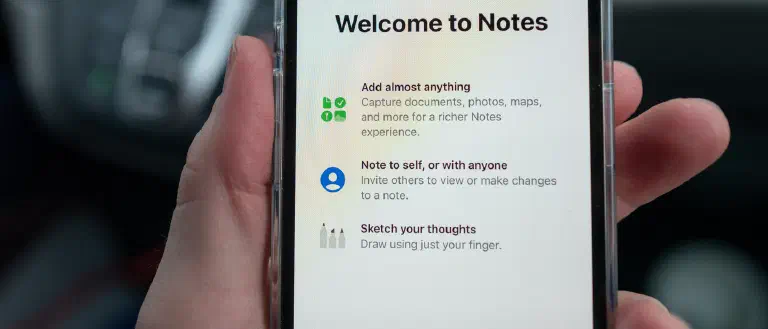 Welcome to Notes
Add almost anything
Capture documents, photos, maps,
and more for a richer Notes
experience.
Note to self, or with anyone
Invite others to view or make changes
to a note.
Sketch your thoughts
Draw using just your finger.